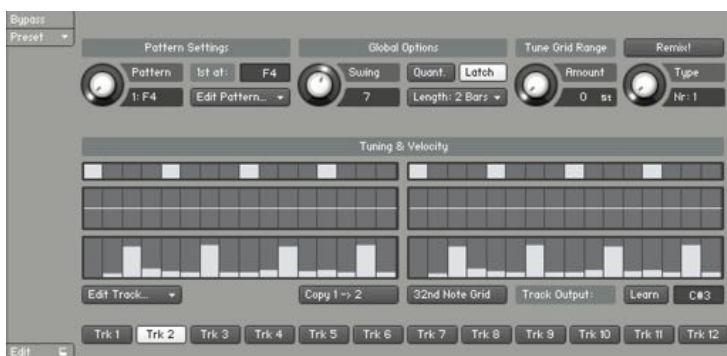 Bypass
Preset
Pattern Settings
Global Options
Tune Grid Range
Remix!
Pattern
1st at:
F4
Swing
Quant.
Latch
Amount
Type
1: F4
Edit Pattern...
7
Length: 2 Bars
0 st
Nr: 1
Tuning & Velocity
Edit Track...
Copy 1 -> 2
32nd Note Grid
Track Output:
Learn
C#3
Trk 1
Trk 2
Trk 3
Trk 4
Trk 5
Trk 6
Trk 7
Trk 8
Trk 9
Trk 10
Trk 11
Trk 12
Edit